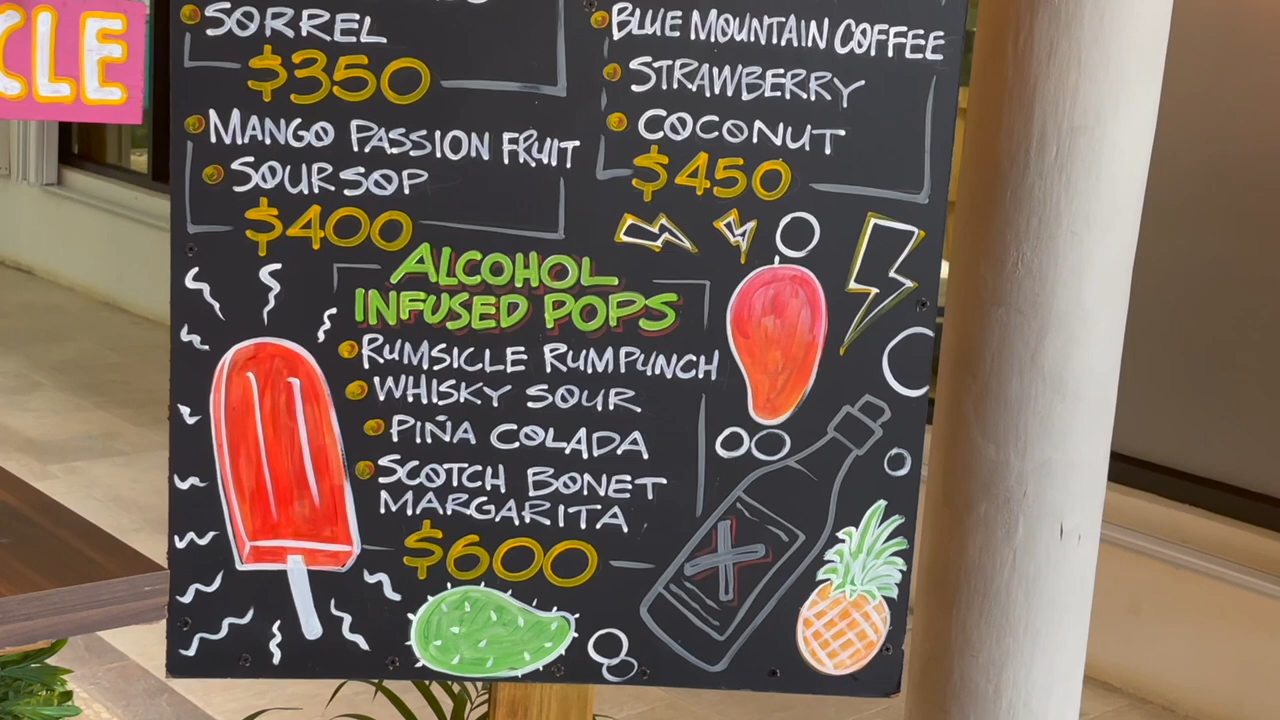 CLE
SORREL
$350
MANGO PASSION FRUIT
SOURSOP
$400
BLUE MOUNTAIN COFFEE
STRAWBERRY
COCONUT
$450
ALCOHOL
INFUSED POPS
RUMSICLE RUMPUNCH
WHISKY SOUR
PIÑA COLADA
SCOTCH BONET
MARGARITA
$600
X